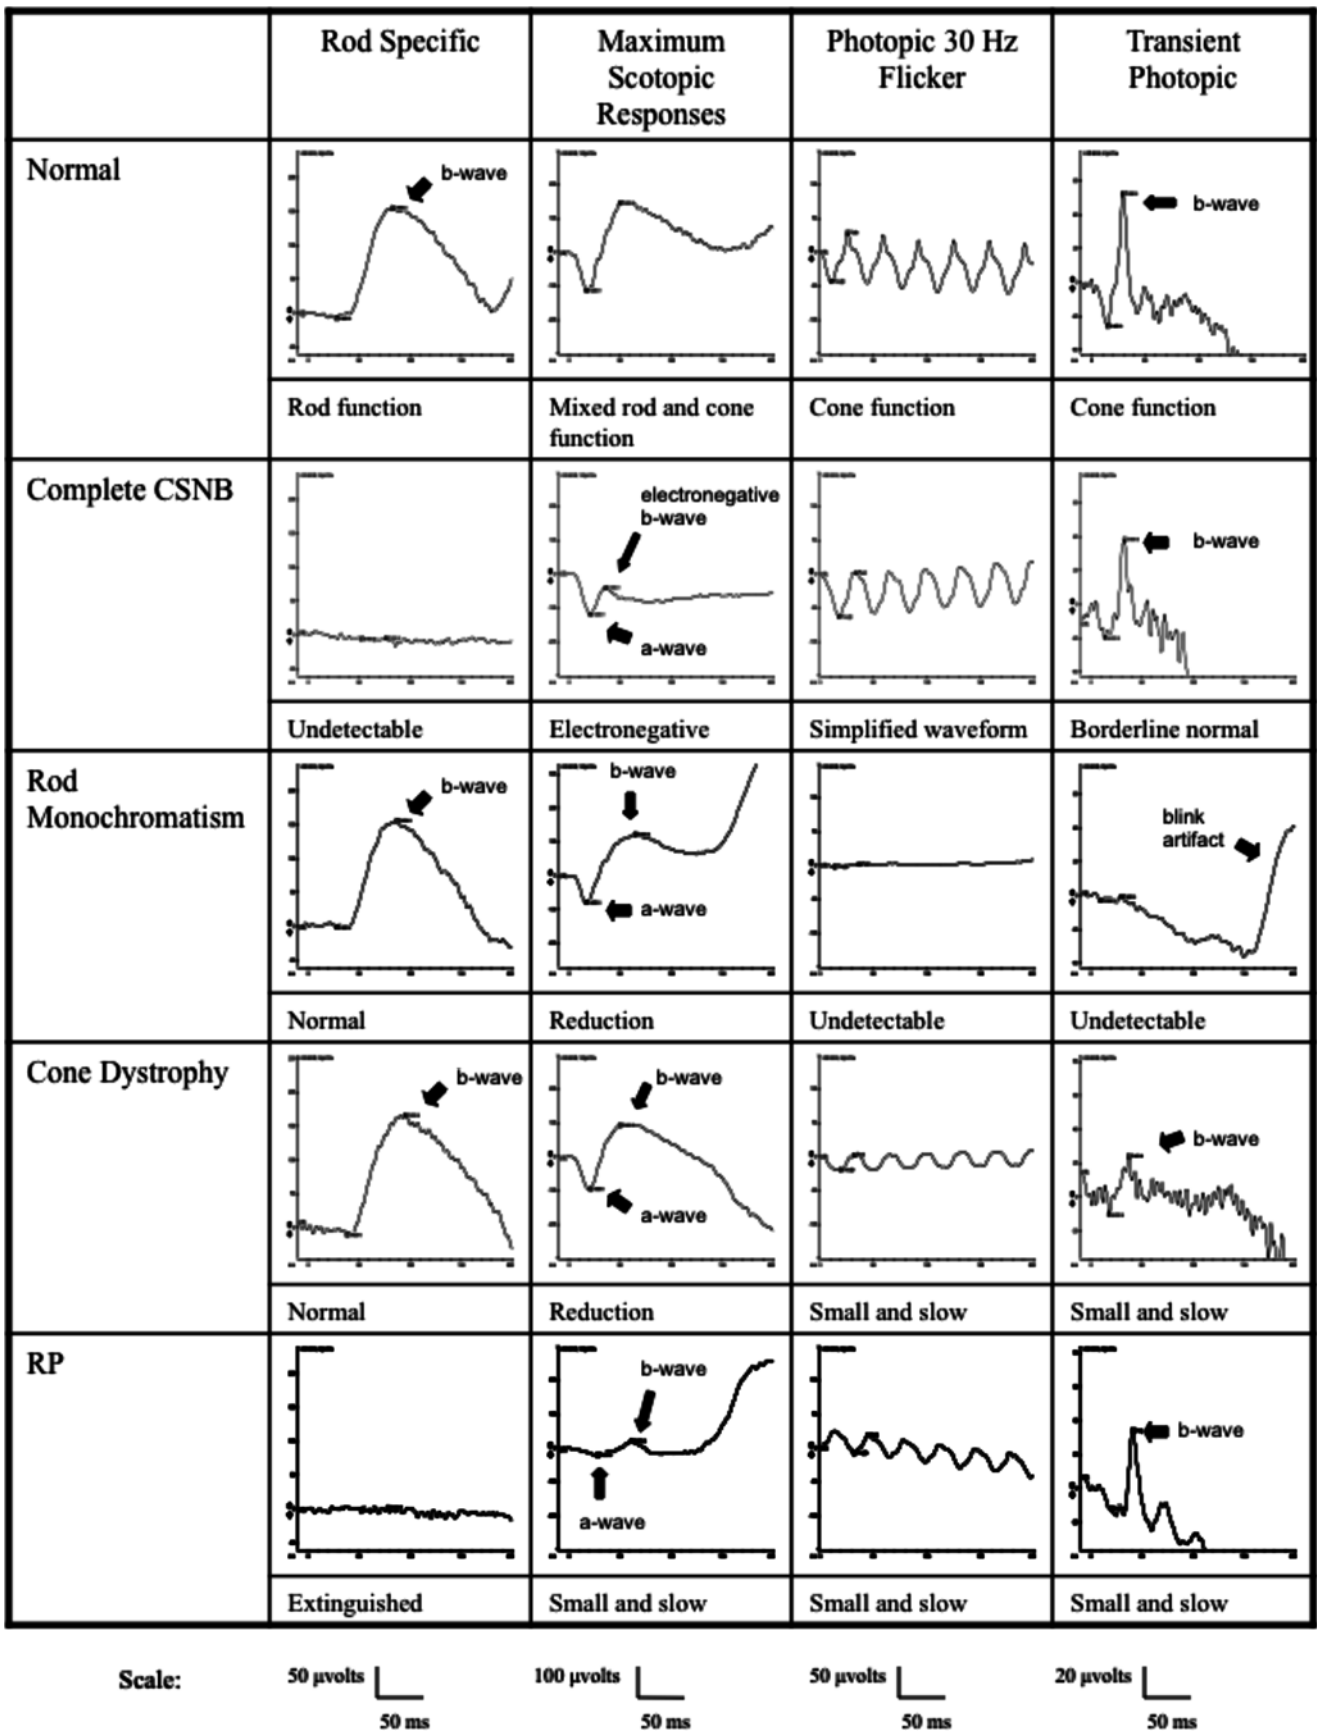 Rod Specific
Maximum
Scotopic
Responses
Photopic 30 Hz
Flicker
Transient
Photopic
Normal
b-wave
b-wave
Rod function
Mixed rod and cone
function
Cone function
Cone function
Complete CSNB
electronegative
b-wave
a-wave
b-wave
Undetectable
Electronegative
Simplified waveform
Borderline normal
Rod
Monochromatism
b-wave
b-wave
a-wave
blink
artifact
Normal
Reduction
Undetectable
Undetectable
Cone Dystrophy
b-wave
b-wave
a-wave
b-wave
Normal
Reduction
Small and slow
Small and slow
RP
b-wave
a-wave
b-wave
Extinguished
Small and slow
Small and slow
Small and slow
Scale:
50 µvolts
50 ms
100 µvolts
50 ms
50 µvolts
50 ms
20 µvolts
50 ms